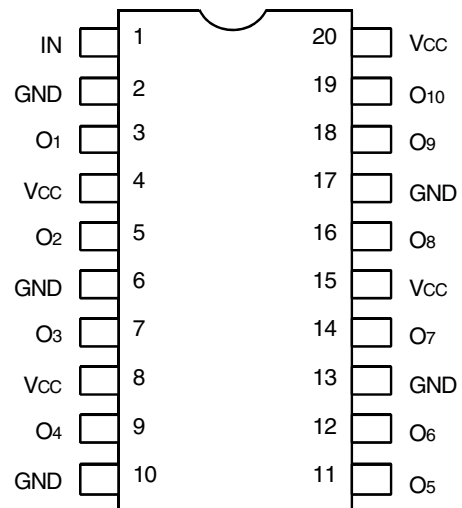 IN 1 20 VCC
GND 2 19 O10
O1 3 18 O9
VCC 4 17 GND
O2 5 16 O8
GND 6 15 VCC
O3 7 14 O7
VCC 8 13 GND
O4 9 12 O6
GND 10 11 O5